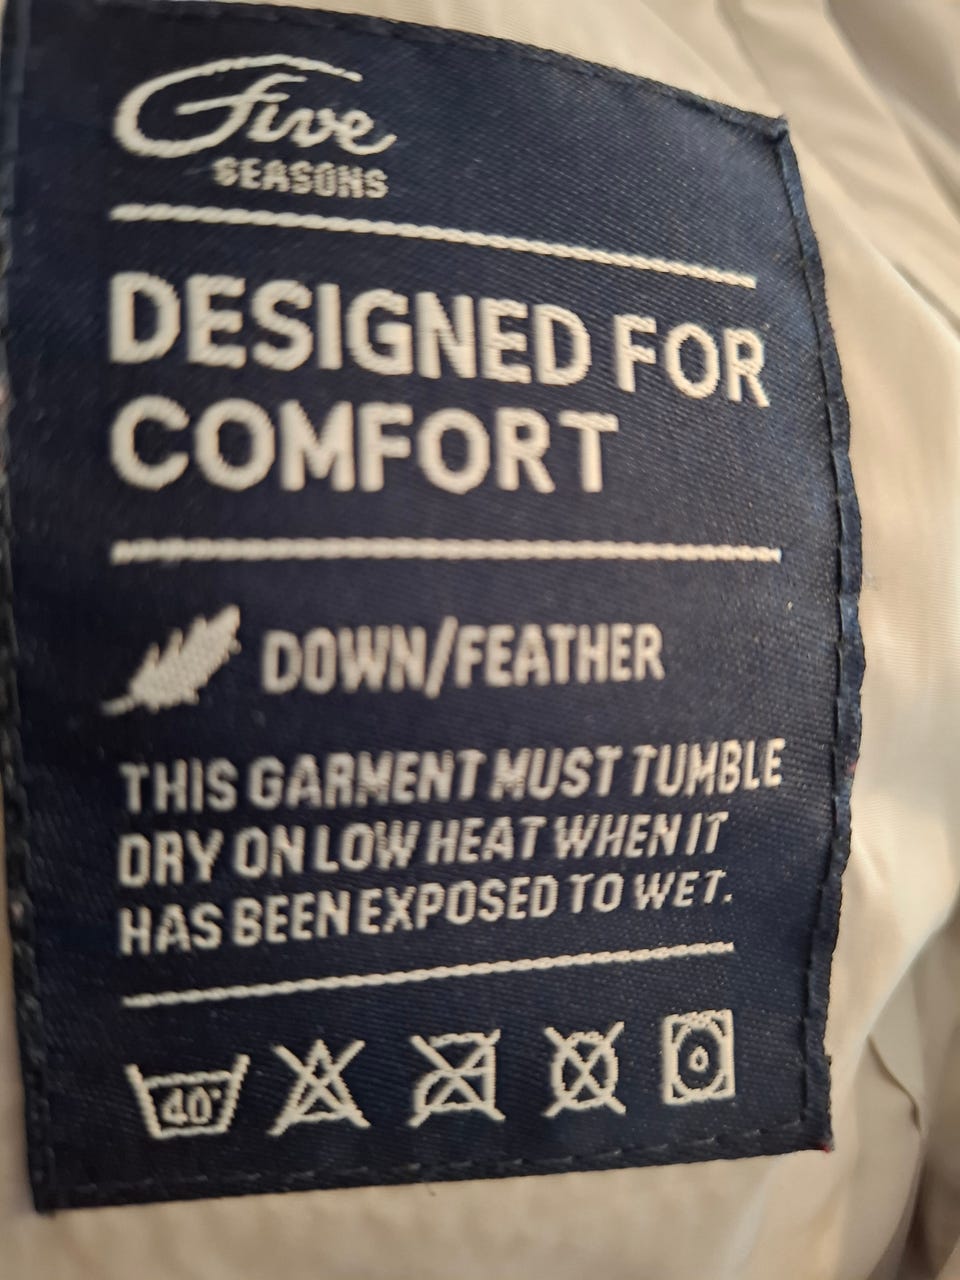 Five
SEASONS
DESIGNED FOR
COMFORT
DOWN/FEATHER
THIS GARMENT MUST TUMBLE
DRY ON LOW HEAT WHEN IT
HAS BEEN EXPOSED TO WET.
40°